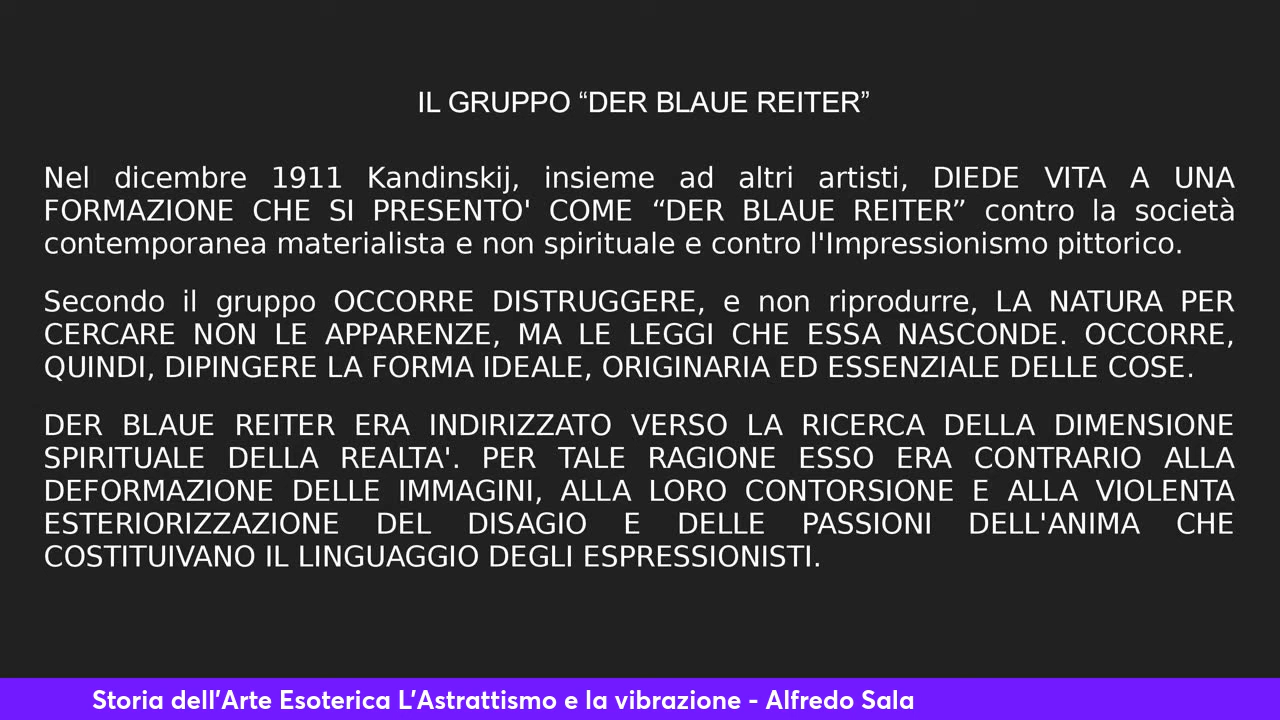 IL GRUPPO “DER BLAUE REITER”
Nel dicembre 1911 Kandinskij, insieme ad altri artisti, DIEDE VITA A UNA
FORMAZIONE CHE SI PRESENTO' COME “DER BLAUE REITER” contro la società
contemporanea materialista e non spirituale e contro l'Impressionismo pittorico.
Secondo il gruppo OCCORRE DISTRUGGERE, e non riprodurre, LA NATURA PER
CERCARE NON LE APPARENZE, MA LE LEGGI CHE ESSA NASCONDE. OCCORRE,
QUINDI, DIPINGERE LA FORMA IDEALE, ORIGINARIA ED ESSENZIALE DELLE COSE.
DER BLAUE REITER ERA INDIRIZZATO VERSO LA RICERCA DELLA DIMENSIONE
SPIRITUALE DELLA REALTA'. PER TALE RAGIONE ESSO ERA CONTRARIO ALLA
DEFORMAZIONE DELLE IMMAGINI, ALLA LORO CONTORSIONE E ALLA VIOLENTA
ESTERIORIZZAZIONE DEL DISAGIO E DELLE PASSIONI DELL'ANIMA CHE
COSTITUIVANO IL LINGUAGGIO DEGLI ESPRESSIONISTI.
Storia dell'Arte Esoterica L'Astrattismo e la vibrazione - Alfredo Sala